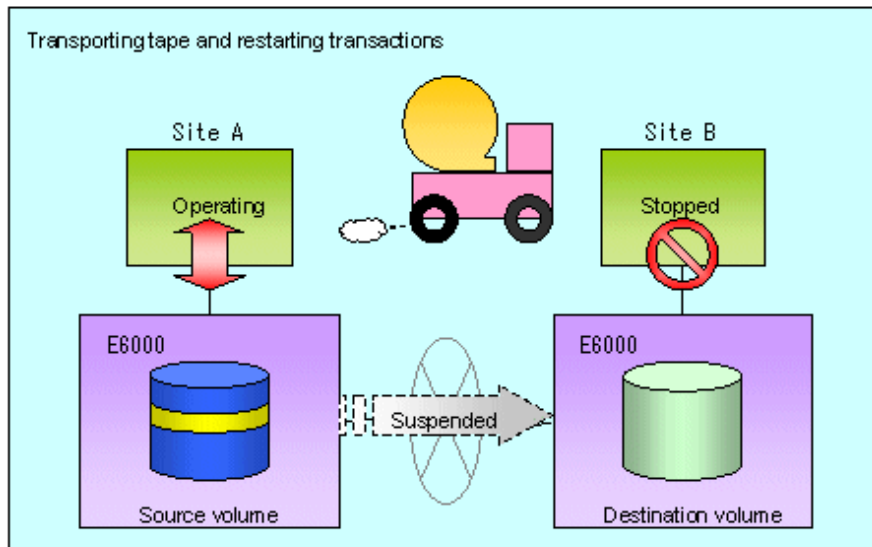 Transporting tape and restarting transactions
Site A
Site B
Operating
Stopped
E6000
E6000
Suspended
Source volume
Destination volume